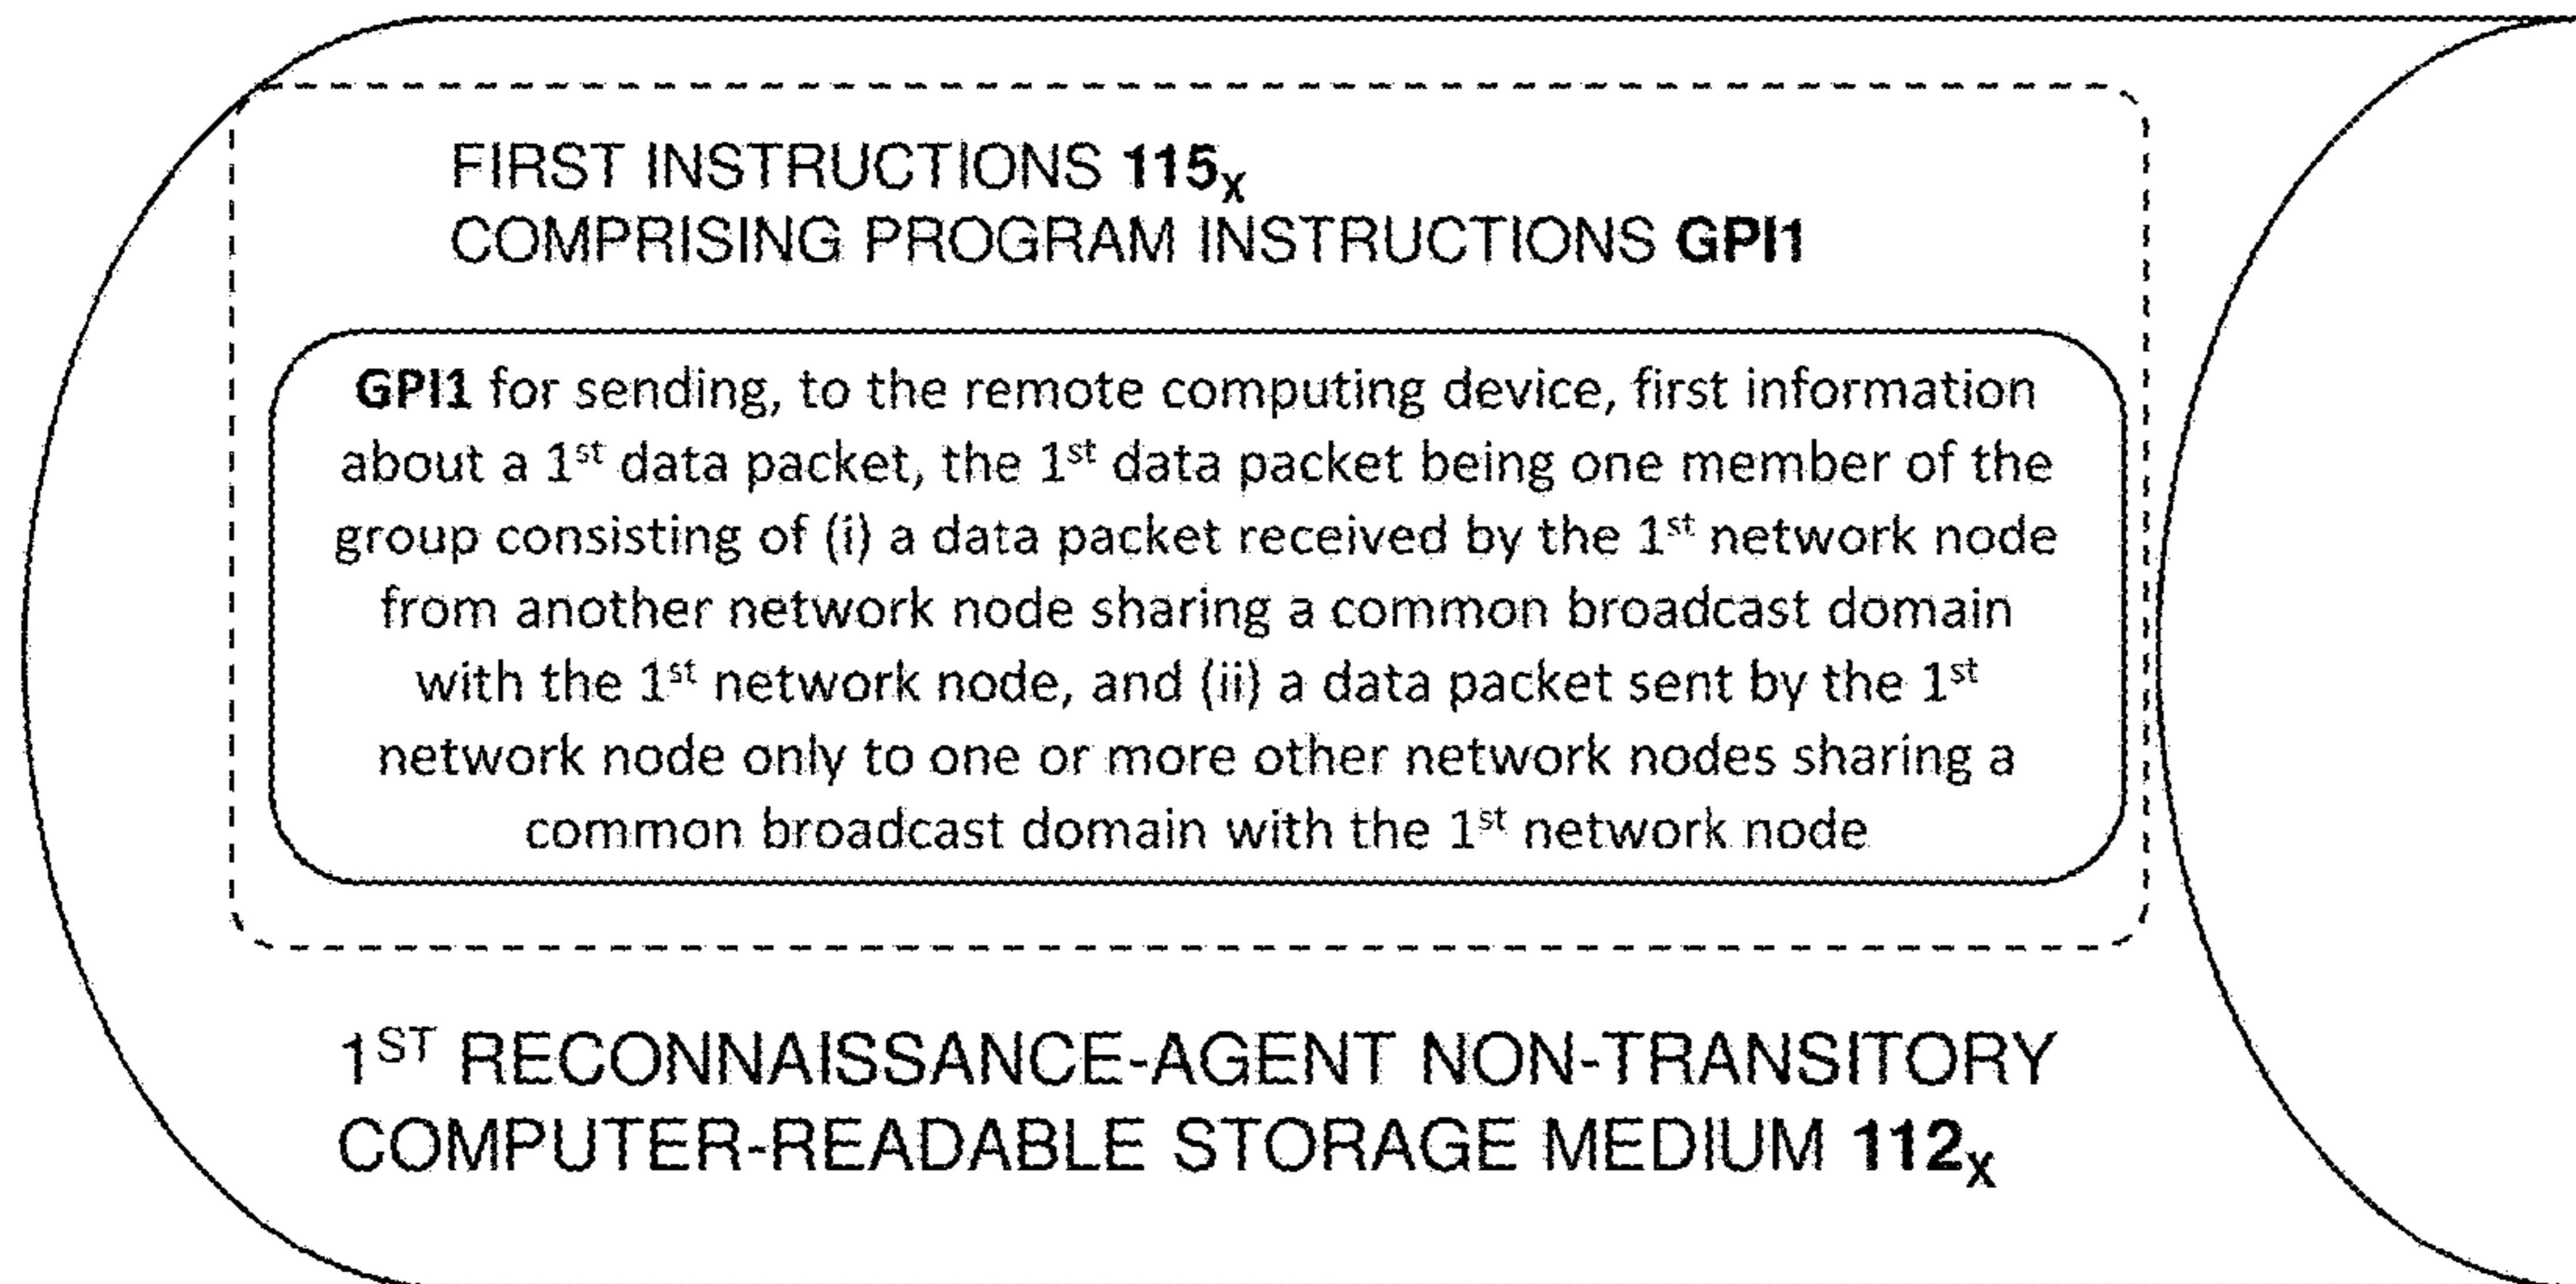 FIRST INSTRUCTIONS 115X
COMPRISING PROGRAM INSTRUCTIONS GPI1
GPI1 for sending, to the remote computing device, first information
about a 1st data packet, the 1st data packet being one member of the
group consisting of (i) a data packet received by the 1st network node
from another network node sharing a common broadcast domain
with the 1st network node, and (ii) a data packet sent by the 1st
network node only to one or more other network nodes sharing a
common broadcast domain with the 1st network node
1ST RECONNAISSANCE-AGENT NON-TRANSITORY
COMPUTER-READABLE STORAGE MEDIUM 112X